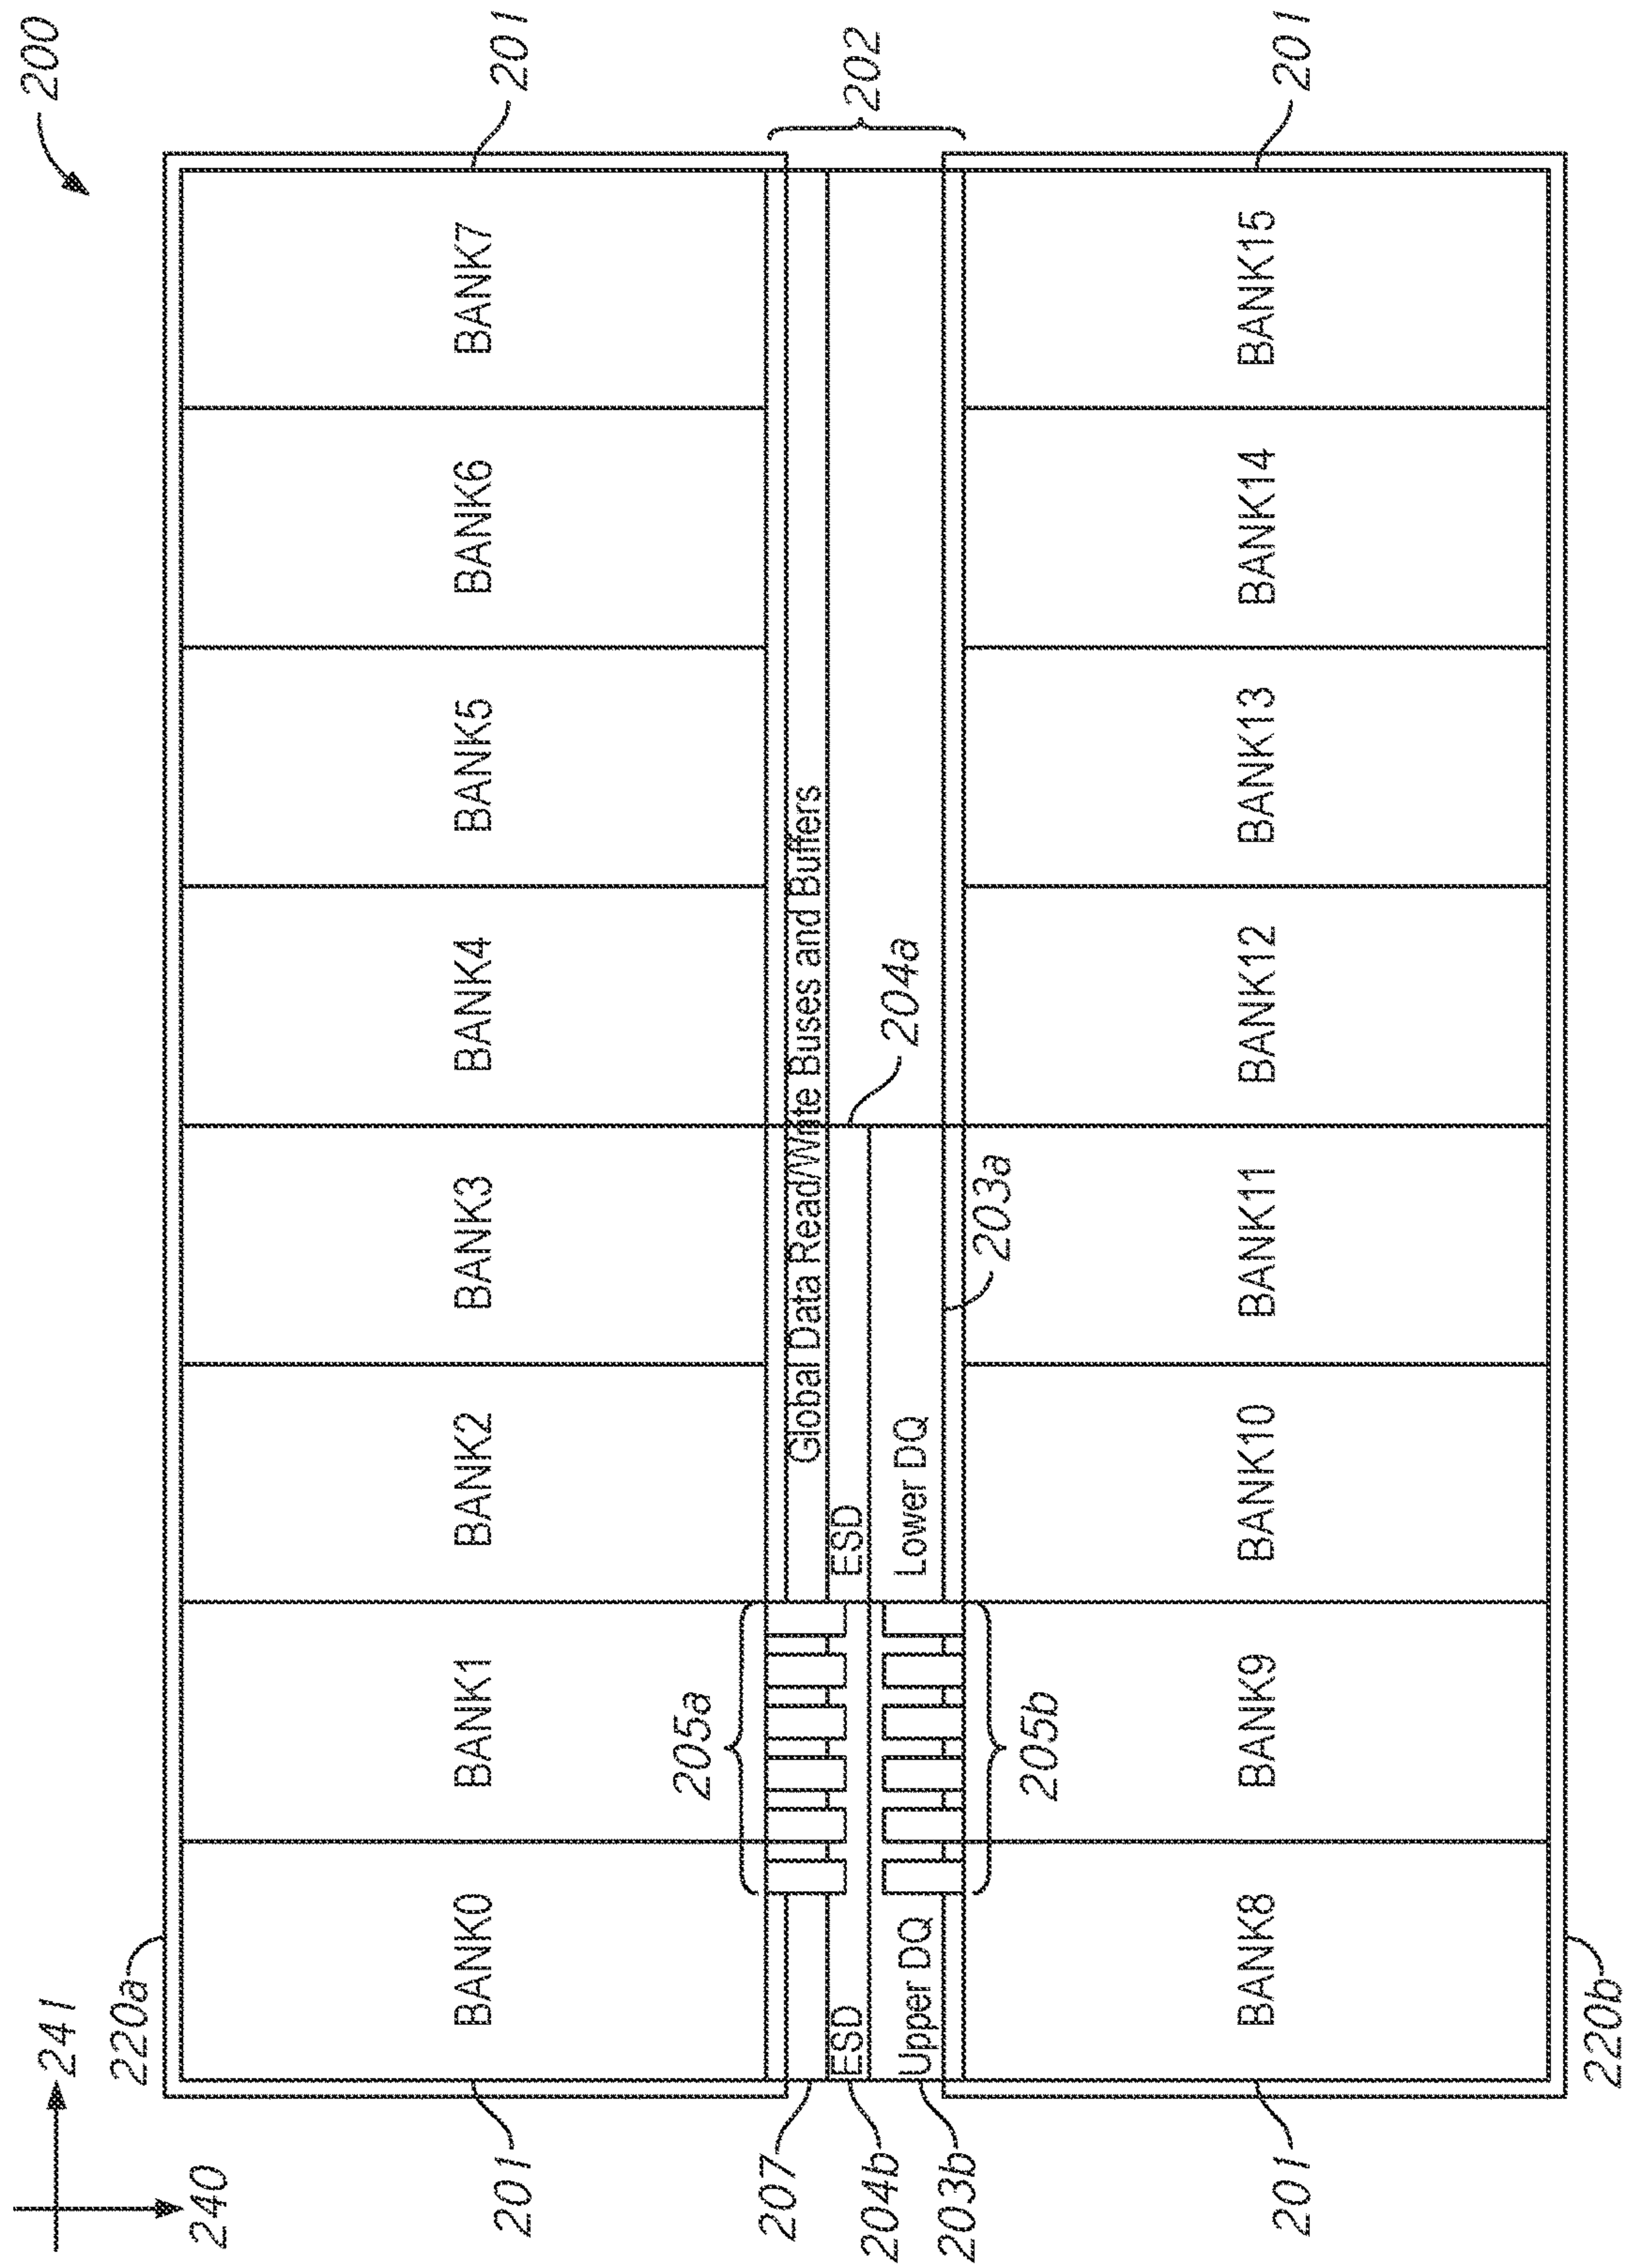 200
241
240
220a
201
201
BANK0
BANK1
BANK2
BANK3
BANK4
BANK5
BANK6
BANK7
205a
202
207
Global Data Read/Write Buses and Buffers
204b
ESD
ESD
204a
203b
Upper DQ
Lower DQ
203a
205b
201
201
BANK8
BANK9
BANK10
BANK11
BANK12
BANK13
BANK14
BANK15
220b